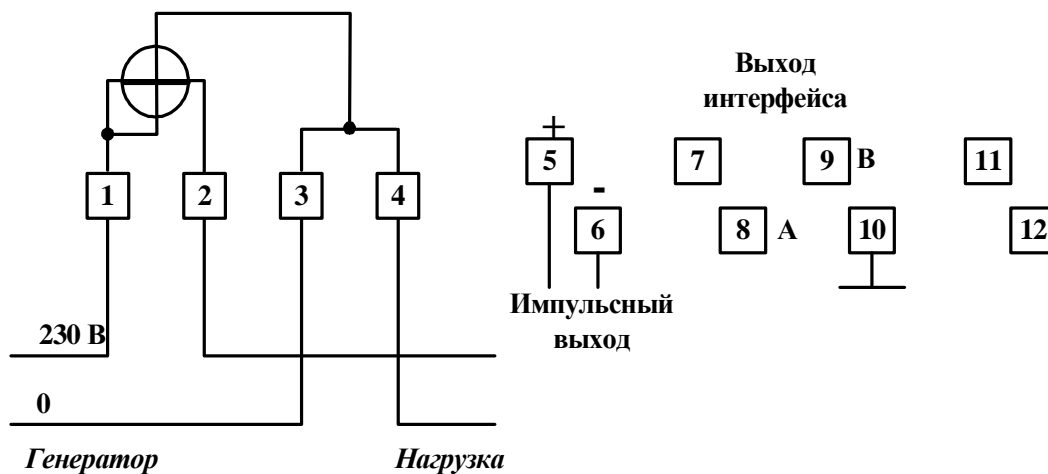 Выход
интерфейса
+
5
7
9
В
11
1
2
3
4
-
6
8
А
10
12
Импульсный
выход
230 В
0
Генератор
Нагрузка